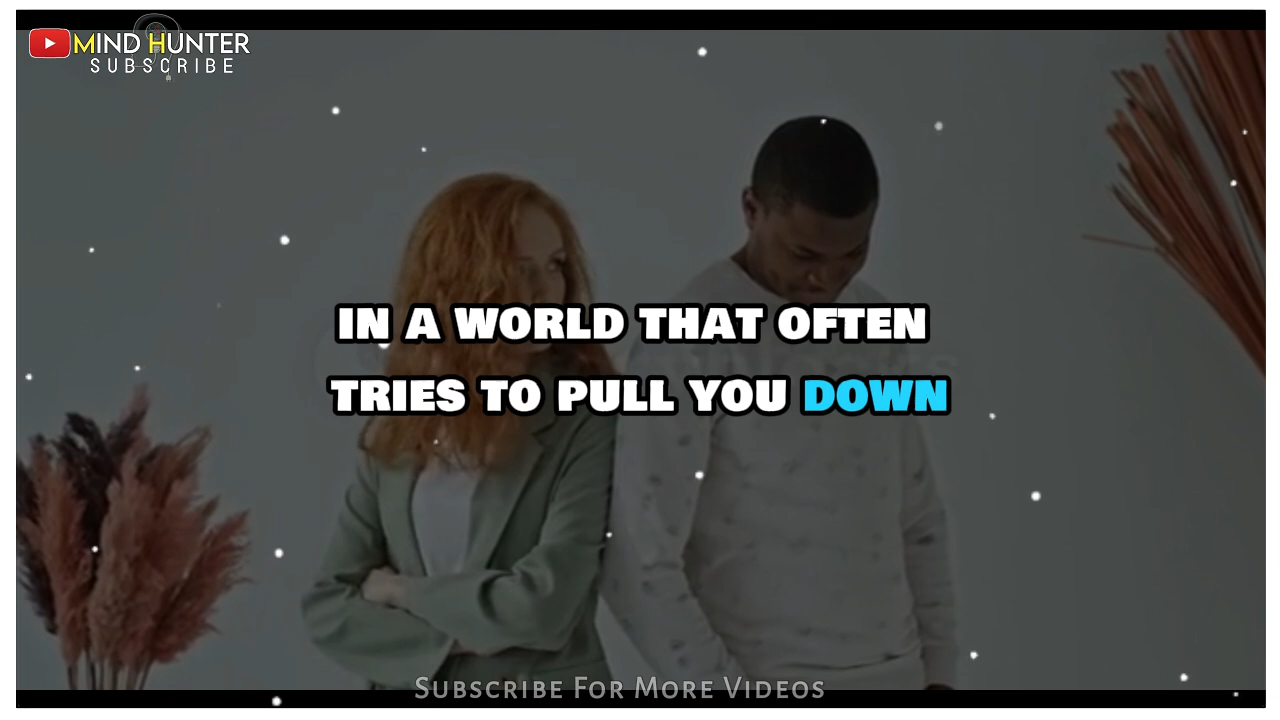 MIND HUNTER
SUBSCRIBE
IN A WORLD THAT OFTEN
TRIES TO PULL YOU DOWN
SUBSCRIBE FOR MORE VIDEOS